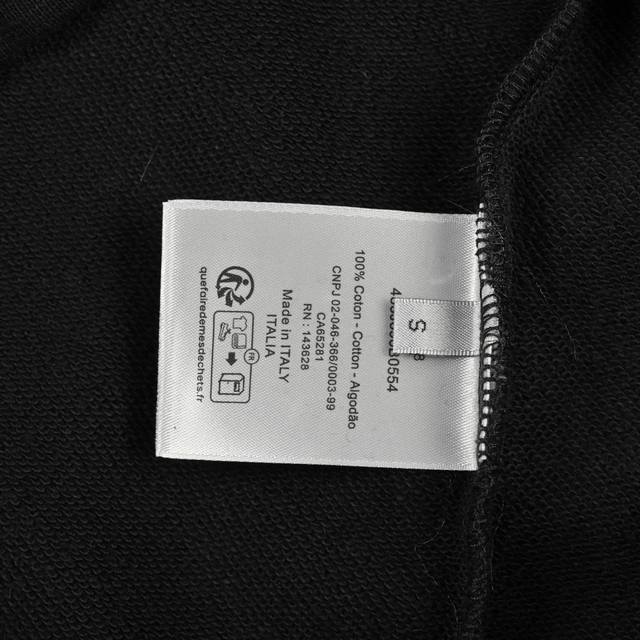 S
0554
100% Coton - Cotton - Algodão
CNPJ 02-046-366/0003-99
CA65281
RN : 143628
Made in ITALY
ITALIA
FR
quefairedemesdechets.fr